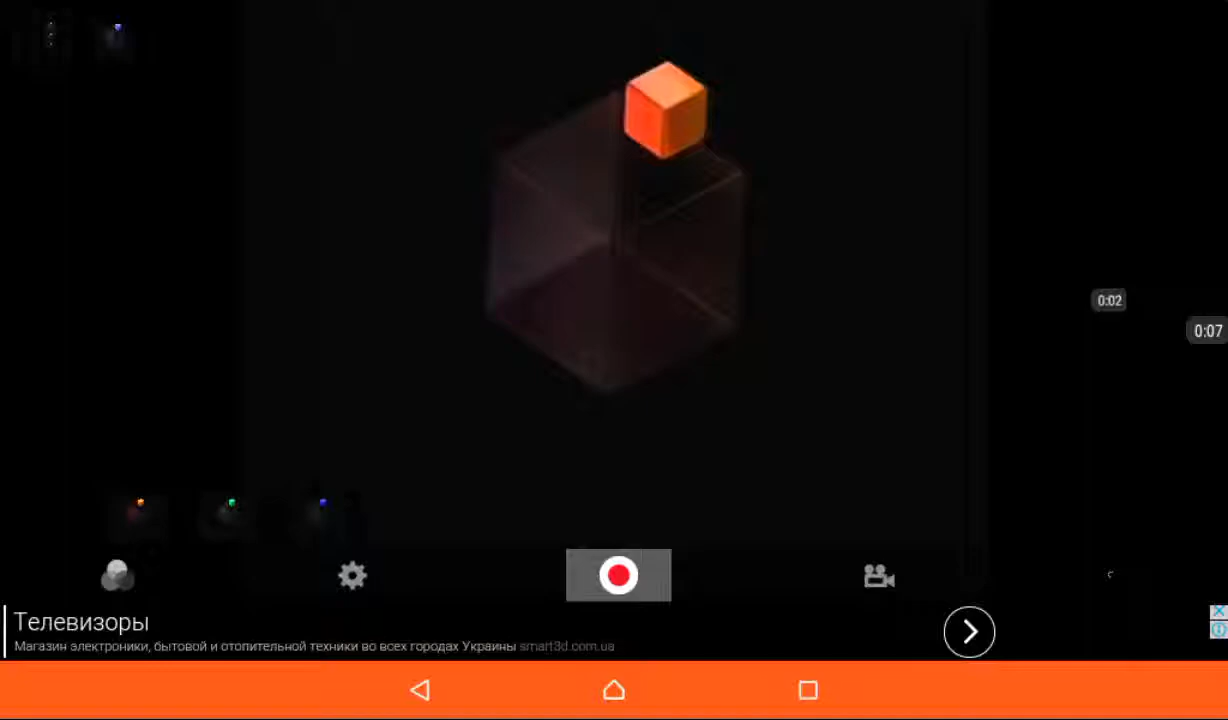 0:02
0:07
Телевизоры
Магазин электроники, бытовой и отопительной техники во всех городах Украины smart3d.com.ua